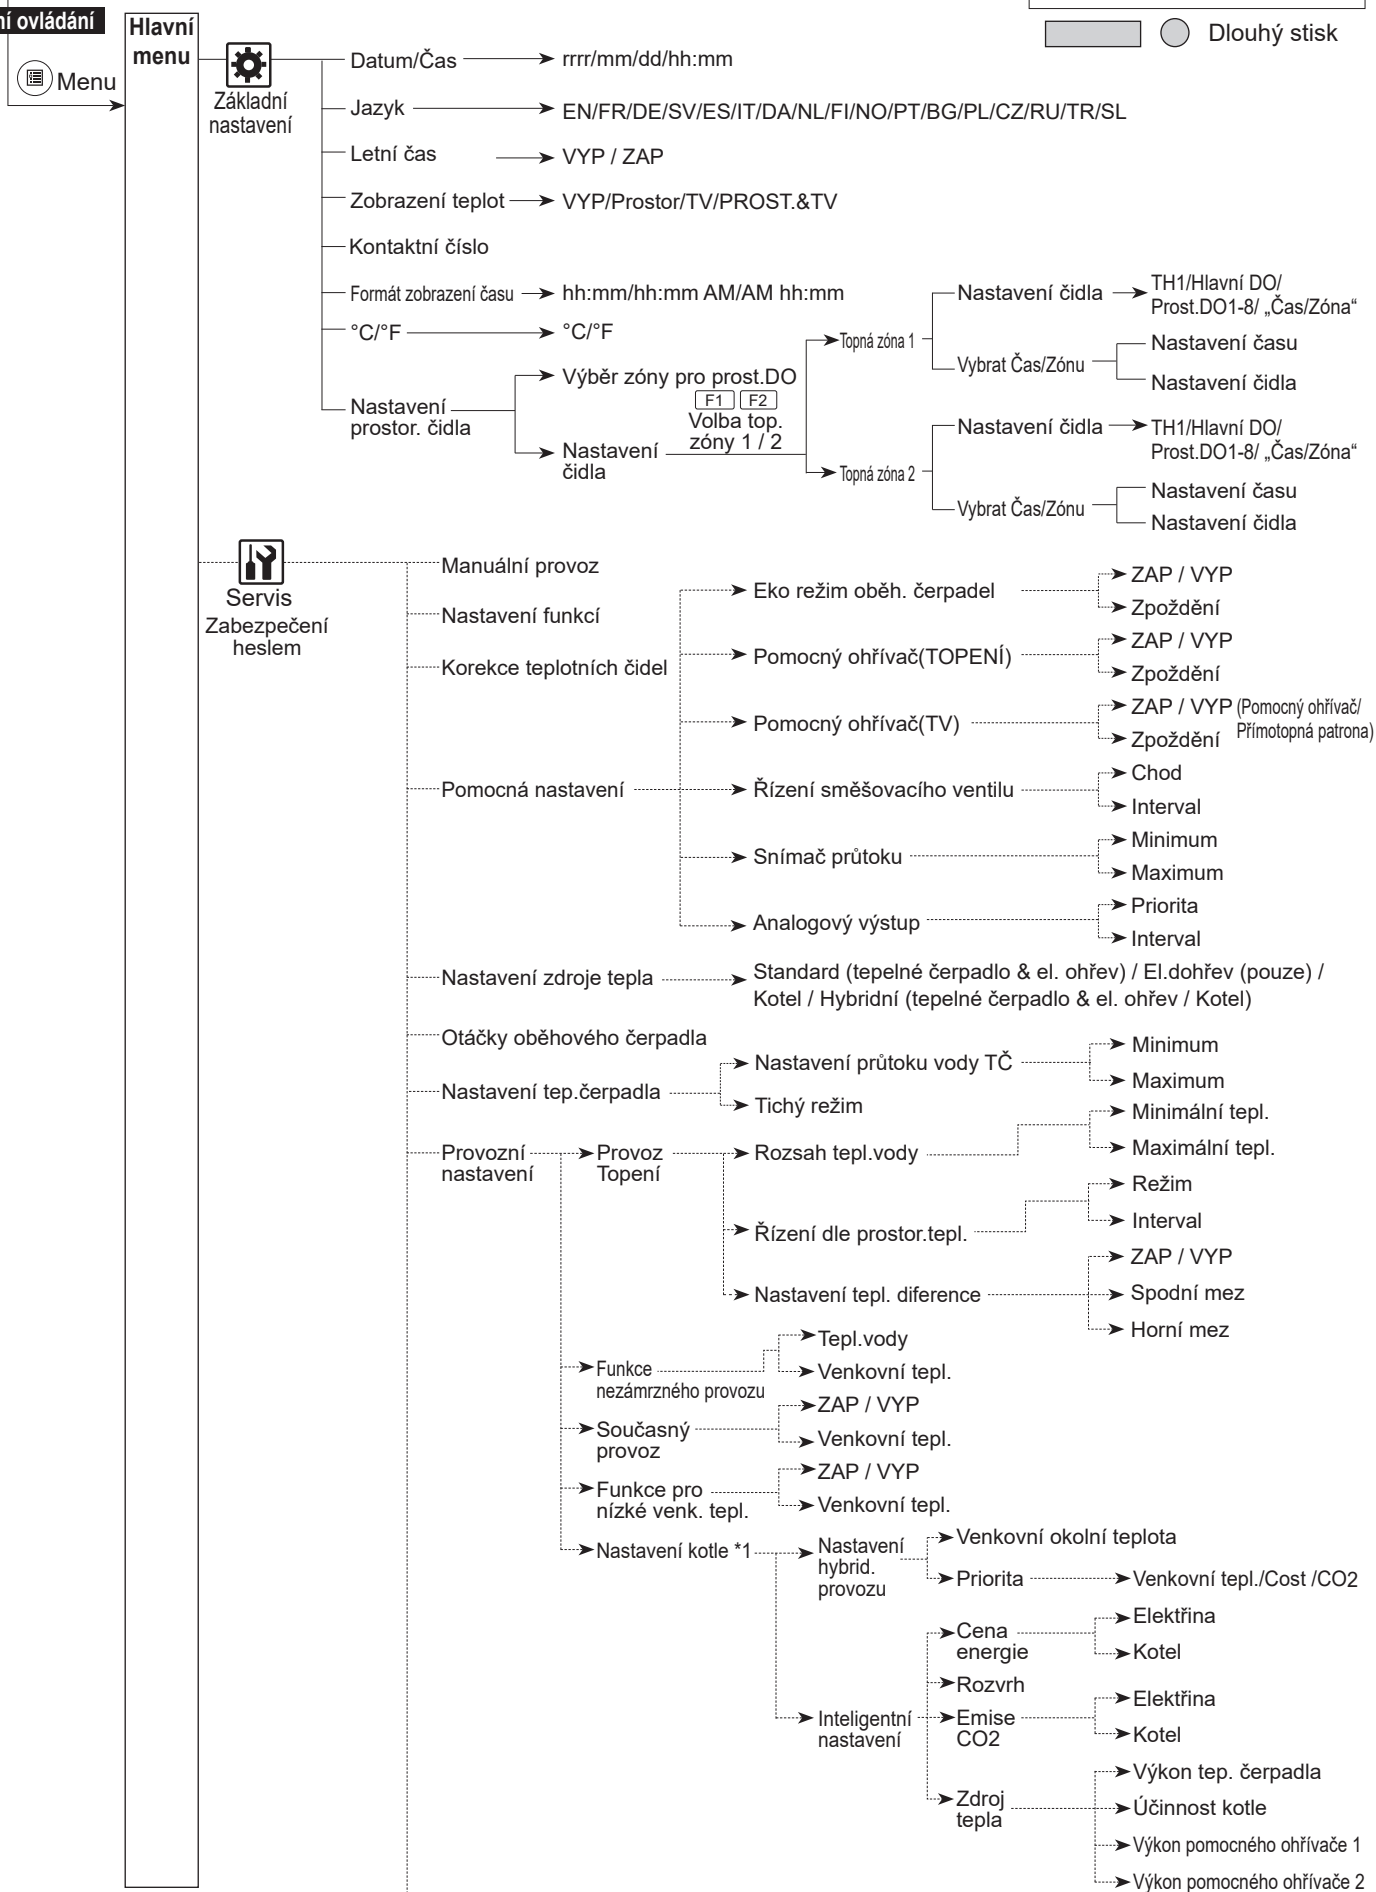 ní ovládání
Menu
Hlavní
menu
Dlouhý stisk
Základní
nastavení
Datum/Čas
rrrr/mm/dd/hh:mm
Jazyk
EN/FR/DE/SV/ES/IT/DA/NL/FI/NO/PT/BG/PL/CZ/RU/TR/SL
Letní čas
VYP / ZAP
Zobrazení teplot
VYP/Prostor/TV/PROST.&TV
Kontaktní číslo
Formát zobrazení času
hh:mm/hh:mm AM/AM hh:mm
°C/°F
°C/°F
Nastavení
prostor. čidla
Výběr zóny pro prost.DO
F1 F2
Volba top.
zóny 1 / 2
Nastavení
čidla
Topná zóna 1
Nastavení čidla
TH1/Hlavní DO/
Prost.DO1-8/ „Čas/Zóna“
Vybrat Čas/Zónu
Nastavení času
Nastavení čidla
Topná zóna 2
Nastavení čidla
TH1/Hlavní DO/
Prost.DO1-8/ „Čas/Zóna“
Vybrat Čas/Zónu
Nastavení času
Nastavení čidla
Servis
Zabezpečení
heslem
Manuální provoz
Nastavení funkcí
Korekce teplotních čidel
Pomocná nastavení
Eko režim oběh. čerpadel
ZAP / VYP
Zpoždění
Pomocný ohřívač(TOPENÍ)
ZAP / VYP
Zpoždění
Pomocný ohřívač(TV)
ZAP / VYP (Pomocný ohřívač/
Přímotopná patrona)
Zpoždění
Řízení směšovacího ventilu
Chod
Interval
Snímač průtoku
Minimum
Maximum
Analogový výstup
Priorita
Interval
Nastavení zdroje tepla
Standard (tepelné čerpadlo & el. ohřev) / El.dohřev (pouze) /
Kotel / Hybridní (tepelné čerpadlo & el. ohřev / Kotel)
Otáčky oběhového čerpadla
Nastavení tep.čerpadla
Nastavení průtoku vody TČ
Minimum
Maximum
Tichý režim
Provozní
nastavení
Provoz
Topení
Rozsah tepl.vody
Minimální tepl.
Maximální tepl.
Řízení dle prostor.tepl.
Režim
Interval
Nastavení tepl. diference
ZAP / VYP
Spodní mez
Horní mez
Funkce
nezámrzného provozu
Tepl.vody
Venkovní tepl.
Současný
provoz
ZAP / VYP
Venkovní tepl.
Funkce pro
nízké venk. tepl.
ZAP / VYP
Venkovní tepl.
Nastavení kotle *1
Nastavení
hybrid.
provozu
Venkovní okolní teplota
Priorita
Venkovní tepl./Cost /CO2
Inteligentní
nastavení
Cena
energie
Elektřina
Kotel
Rozvrh
Emise
CO2
Elektřina
Kotel
Zdroj
tepla
Výkon tep. čerpadla
Účinnost kotle
Výkon pomocného ohřívače 1
Výkon pomocného ohřívače 2